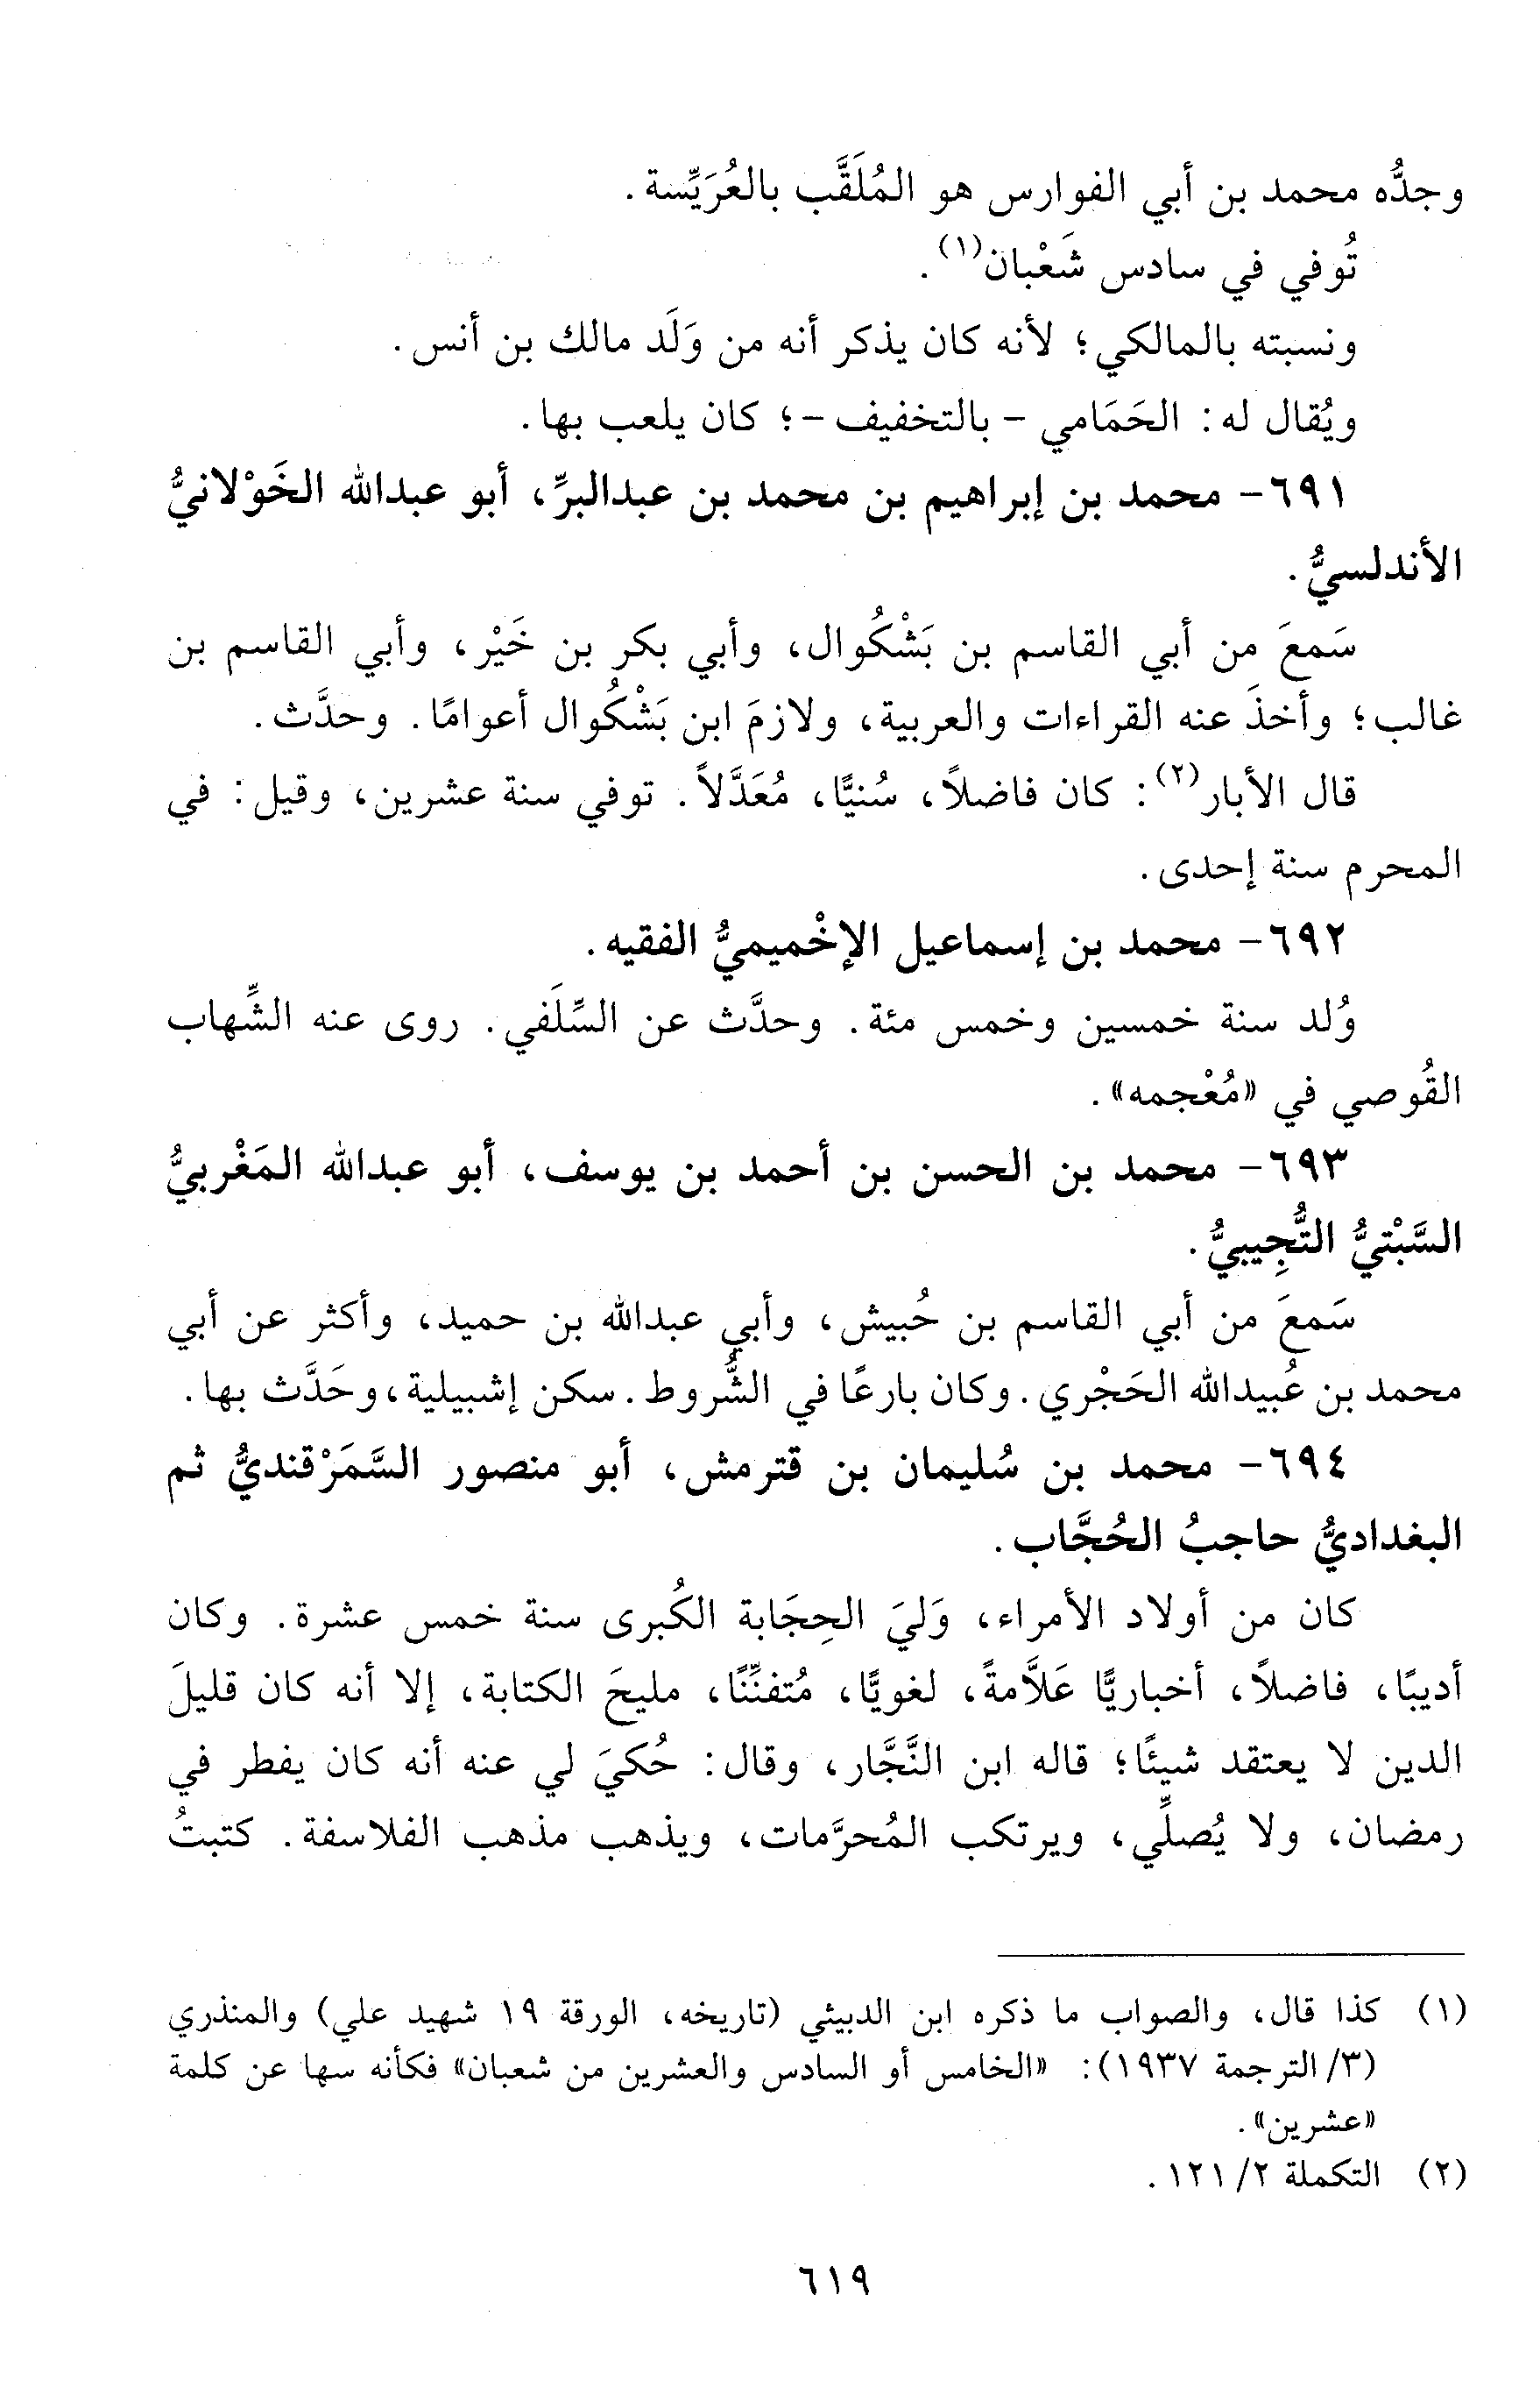 وجدُّه محمد بن أبي الفوارس هو المُلَقَّب بالعُرَيِّسة.
تُوفي في سادس شَعْبان(١).
ونسبته بالمالكي؛ لأنه كان يذكر أنه من وَلَد مالك بن أنس.
ويُقال له: الحَمَامي - بالتخفيف -؛ كان يلعب بها.
٦٩١- محمد بن إبراهيم بن محمد بن عبدالبرِّ، أبو عبدالله الخَوْلانيُّ
الأندلسيُّ.
سَمعَ من أبي القاسم بن بَشْكُوال، وأبي بكر بن خَيْر، وأبي القاسم بن
غالب؛ وأخذَ عنه القراءات والعربية، ولازمَ ابن بَشْكُوال أعوامًا. وحدَّث.
قال الأبار(٢): كان فاضلاً، سُنيًّا، مُعَدَّلاً. توفي سنة عشرين، وقيل: في
المحرم سنة إحدى.
٦٩٢- محمد بن إسماعيل الإخْميميُّ الفقيه.
وُلد سنة خمسين وخمس مئة. وحدَّث عن السِّلَفي. روى عنه الشِّهاب
القُوصي في «مُعْجمه».
٦٩٣- محمد بن الحسن بن أحمد بن يوسف، أبو عبدالله المَغْربيُّ
السَّبْتيُّ التُّجِيبيُّ.
سَمعَ من أبي القاسم بن حُبيش، وأبي عبدالله بن حميد، وأكثر عن أبي
محمد بن عُبيدالله الحَجْري. وكان بارعًا في الشُّروط. سكن إشبيلية، وحَدَّث بها.
٦٩٤- محمد بن سُليمان بن قترمش، أبو منصور السَّمَرْقنديُّ ثم
البغداديُّ حاجبُ الحُجَّاب.
كان من أولاد الأمراء، وَليَ الحِجَابة الكُبرى سنة خمس عشرة. وكان
أديبًا، فاضلاً، أخباريًّا عَلاَّمةً، لغويًّا، مُتفنِّنًا، مليحَ الكتابة، إلا أنه كان قليلَ
الدين لا يعتقد شيئًا؛ قاله ابن النَّجَّار، وقال: حُكيَ لي عنه أنه كان يفطر في
رمضان، ولا يُصلِّي، ويرتكب المُحرَّمات، ويذهب مذهب الفلاسفة. كتبتُ
(١) كذا قال، والصواب ما ذكره ابن الدبيثي (تاريخه، الورقة ١٩ شهيد علي) والمنذري
(٣/ الترجمة ١٩٣٧): «الخامس أو السادس والعشرين من شعبان» فكأنه سها عن كلمة
«عشرين».
(٢) التكملة ٢/ ١٢١.
٦١٩